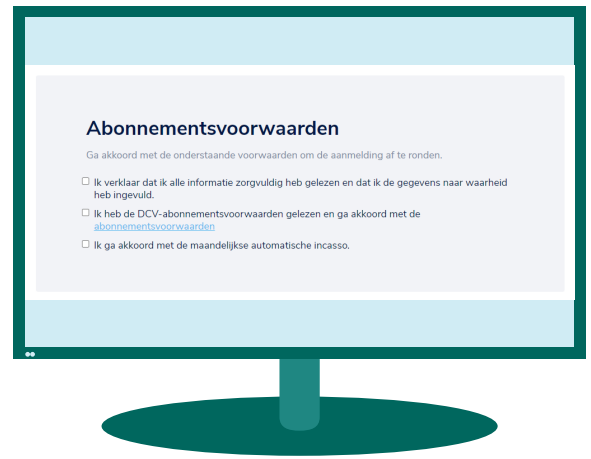 Abonnementsvoorwaarden
Ga akkoord met de onderstaande voorwaarden om de aanmelding af te ronden.
Ik verklaar dat ik alle informatie zorgvuldig heb gelezen en dat ik de gegevens naar waarheid
heb ingevuld.
Ik heb de DCV-abonnementsvoorwaarden gelezen en ga akkoord met de
abonnementsvoorwaarden
Ik ga akkoord met de maandelijkse automatische incasso.